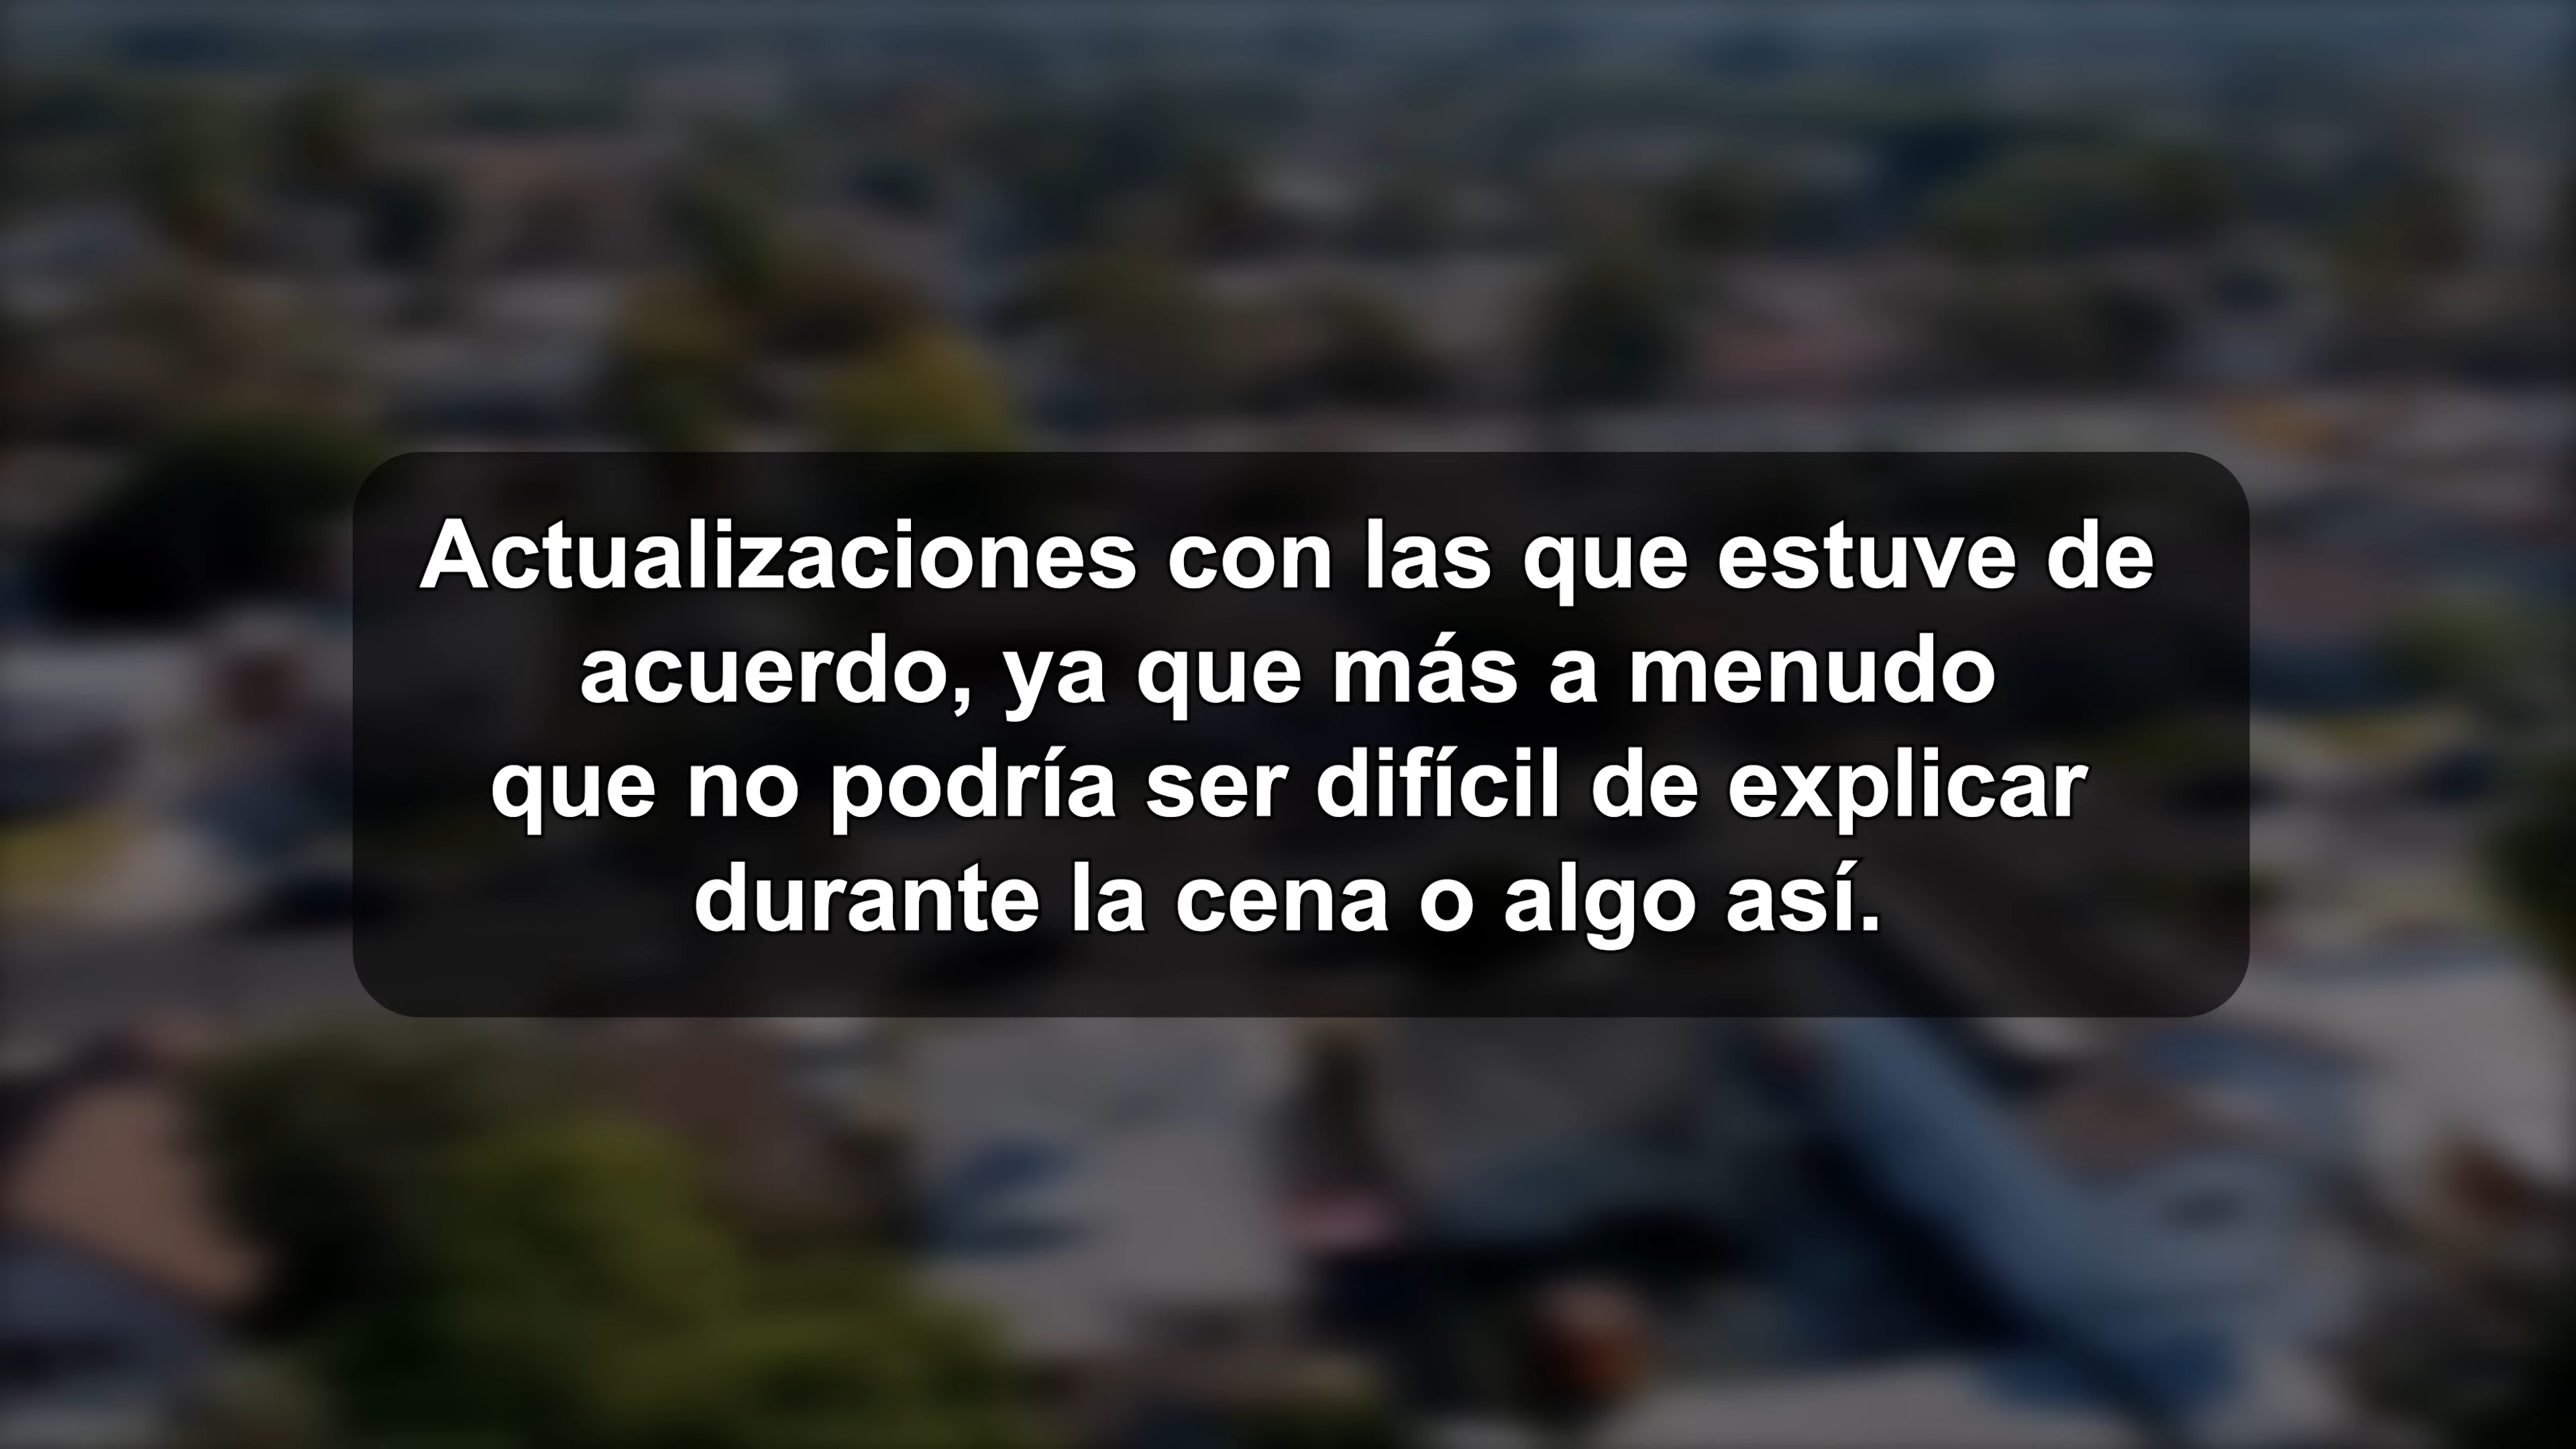 Actualizaciones con las que estuve de
acuerdo, ya que más a menudo
que no podría ser difícil de explicar
durante la cena o algo así.